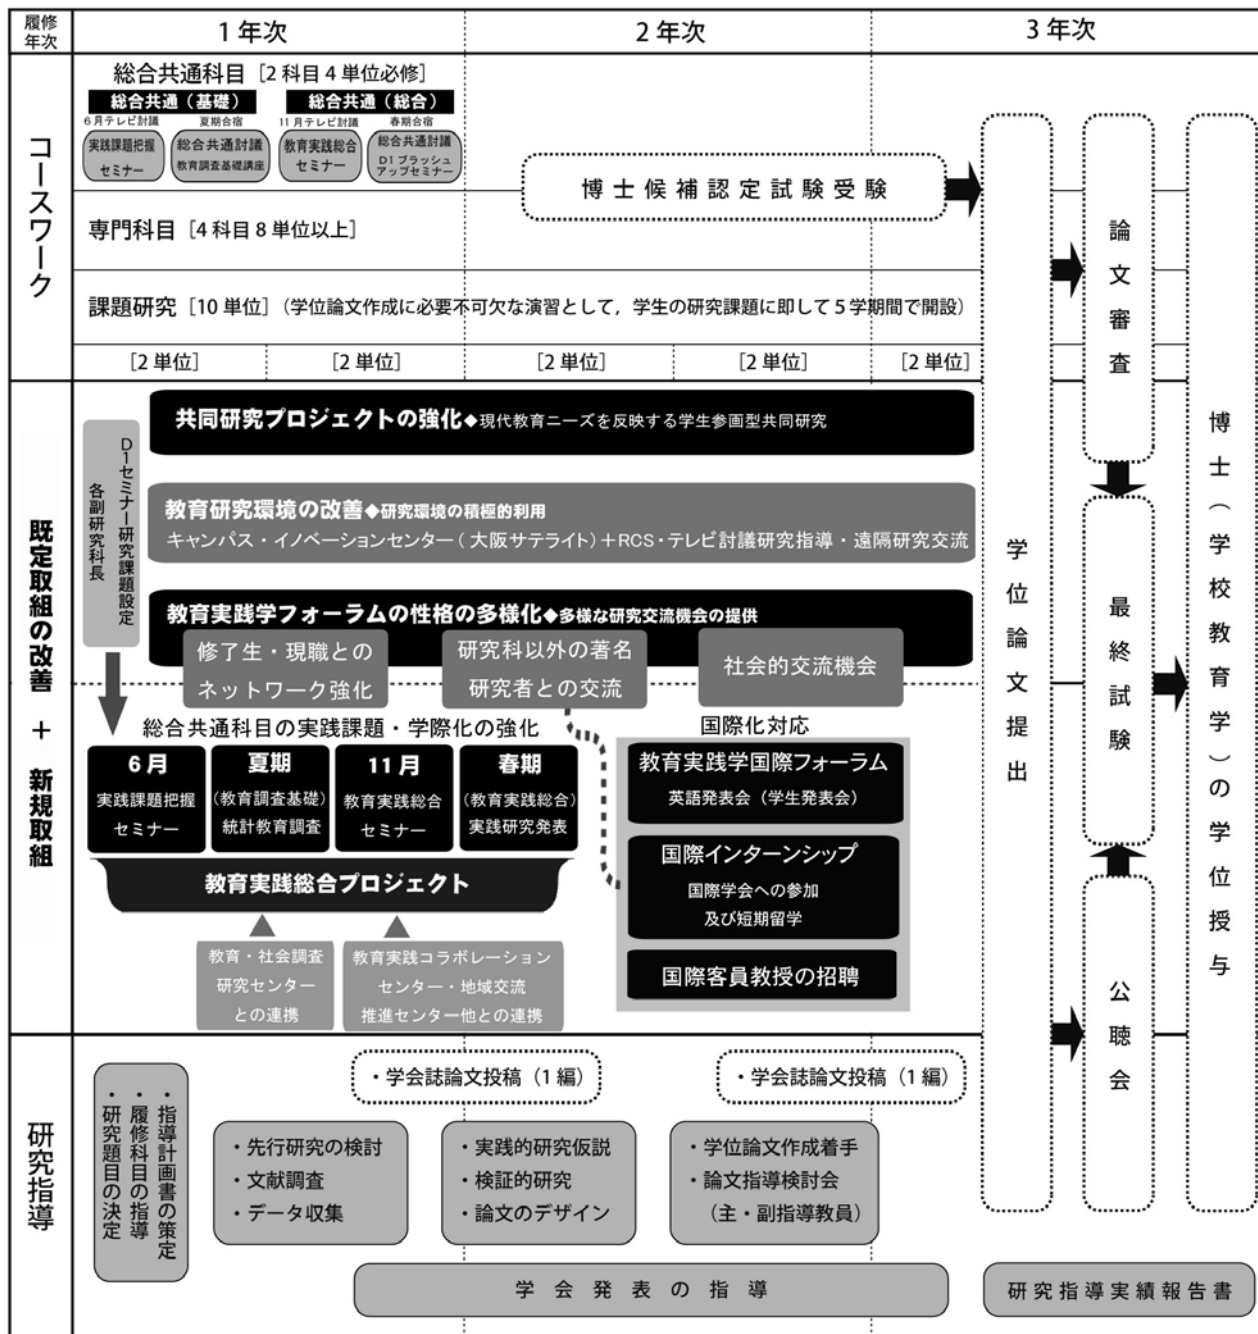 履修
年次
1年次
2年次
3年次
コースワーク
総合共通科目［2科目4単位必修］
総合共通（基礎）
総合共通（総合）
6月テレビ討議
夏期合宿
11月テレビ討議
春期合宿
実践課題把握
セミナー
総合共通討議
教育調査基礎講座
教育実践総合
セミナー
総合共通討議
D1ブラッシュ
アップセミナー
博士候補認定試験受験
専門科目［4科目8単位以上］
課題研究［10単位］（学位論文作成に必要不可欠な演習として，学生の研究課題に即して5学期間で開設）
［2単位］
［2単位］
［2単位］
［2単位］
［2単位］
既定取組の改善 ＋ 新規取組
D1セミナー研究課題設定
各副研究科長
共同研究プロジェクトの強化◆現代教育ニーズを反映する学生参画型共同研究
教育研究環境の改善◆研究環境の積極的利用
キャンパス・イノベーションセンター（大阪サテライト）＋RCS・テレビ討議研究指導・遠隔研究交流
教育実践学フォーラムの性格の多様化◆多様な研究交流機会の提供
修了生・現職との
ネットワーク強化
研究科以外の著名
研究者との交流
社会的交流機会
総合共通科目の実践課題・学際化の強化
6月
実践課題把握
セミナー
夏期
（教育調査基礎）
統計教育調査
11月
教育実践総合
セミナー
春期
（教育実践総合）
実践研究発表
教育実践総合プロジェクト
教育・社会調査
研究センター
との連携
教育実践コラボレーション
センター・地域交流
推進センター他との連携
国際化対応
教育実践学国際フォーラム
英語発表会（学生発表会）
国際インターンシップ
国際学会への参加
及び短期留学
国際客員教授の招聘
研究指導
・指導計画書の策定
・履修科目の指導
・研究題目の決定
・学会誌論文投稿（1編）
・学会誌論文投稿（1編）
・先行研究の検討
・文献調査
・データ収集
・実践的研究仮説
・検証的研究
・論文のデザイン
・学位論文作成着手
・論文指導検討会
（主・副指導教員）
学会発表の指導
研究指導実績報告書
学位論文提出
論文審査
最終試験
公聴会
博士（学校教育学）の学位授与